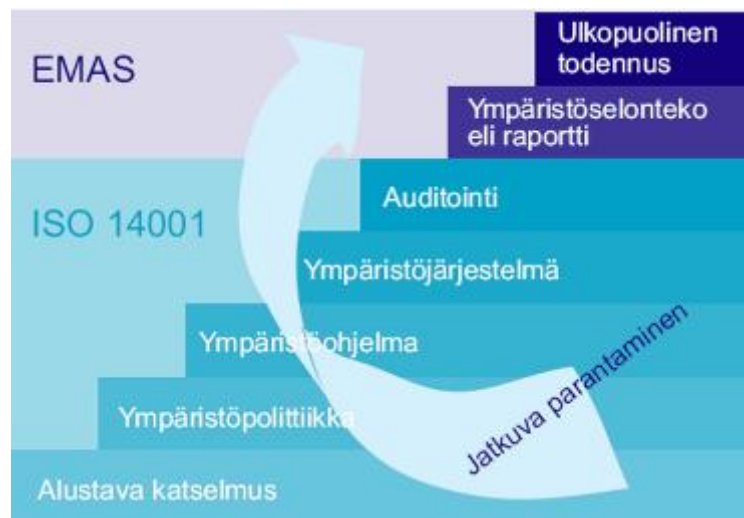 EMAS
Ulkopuolinen
todennus
Ympäristöselonteko
eli raportti
ISO 14001
Auditointi
Ympäristöjärjestelmä
Ympäristöohjelma
Ympäristöpolittiikka
Jatkuva parantaminen
Alustava katselmus